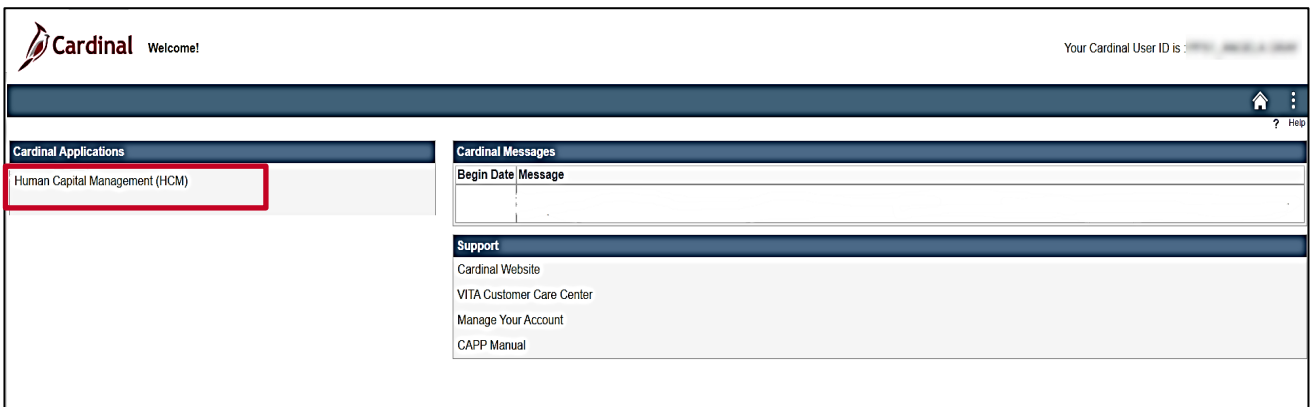 Cardinal Welcome!
Your Cardinal User ID is :
? Help
Cardinal Applications
Human Capital Management (HCM)
Cardinal Messages
Begin Date Message
Support
Cardinal Website
VITA Customer Care Center
Manage Your Account
CAPP Manual